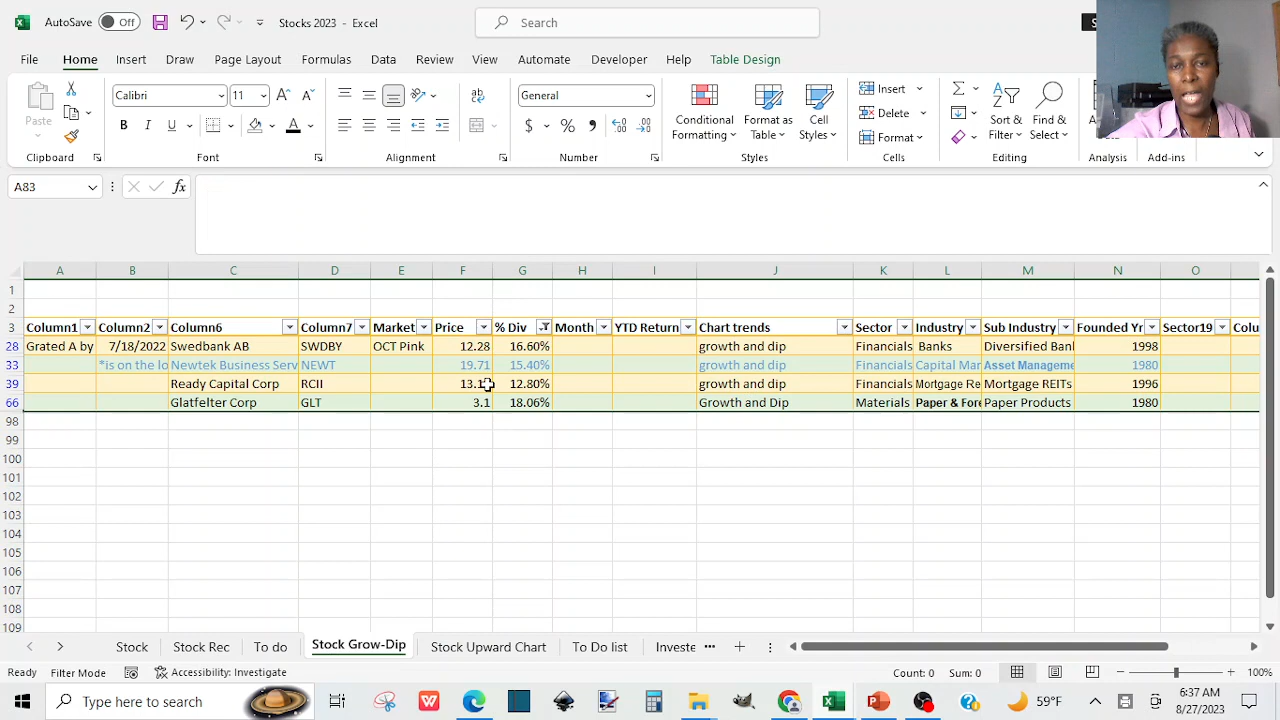 AutoSave Off Stocks 2023 - Excel Search
File Home Insert Draw Page Layout Formulas Data Review View Automate Developer Help Table Design
Paste Calibri 11 General Conditional Formatting Format as Table Cell Styles Insert Delete Format Sort & Filter Find & Select
Clipboard Font Alignment Number Styles Cells Editing Analysis Add-ins
A83 fx
A B C D E F G H I J K L M N O
1
2
3 Column1 Column2 Column6 Column7 Market Price % Div Month YTD Return Chart trends Sector Industry Sub Industry Founded Yr Sector19 Colu
28 Grated A by 7/18/2022 Swedbank AB SWDBY OCT Pink 12.28 16.60% growth and dip Financials Banks Diversified Ban 1998
33 *is on the lo Newtek Business Serv NEWT 19.71 15.40% growth and dip Financials Capital Mar Asset Manageme 1980
39 Ready Capital Corp RCII 12.80% growth and dip Financials Mortgage Re Mortgage REITs 1996
66 Glatfelter Corp GLT 3.1 18.06% Growth and Dip Materials Paper & Fore Paper Products 1980
98
99
100
101
102
103
104
105
106
107
108
109
Stock Stock Rec To do Stock Grow-Dip Stock Upward Chart To Do list Investe ...
Ready Filter Mode Accessibility: Investigate Count: 0 Sum: 0 100%
Type here to search 59°F 6:37 AM
8/27/2023